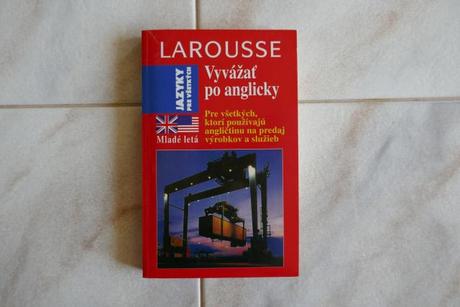 LAROUSSE
JAZYKY
PRE VŠETKÝCH
Vyvážať
po anglicky
Pre všetkých,
ktorí používajú
angličtinu na predaj
výrobkov a služieb
Mladé letá